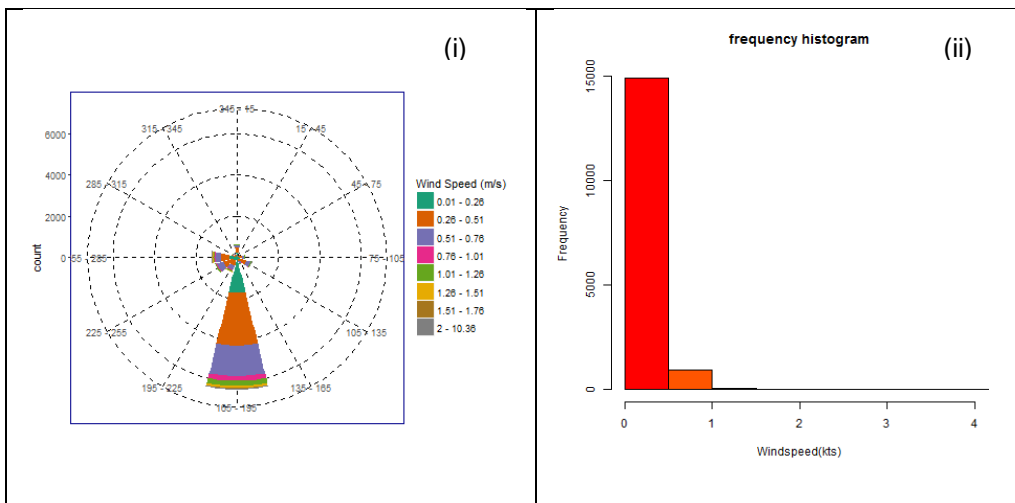 (i)
345 - 15
315 - 345
15 - 45
6000
4000
285 - 315
45 - 75
2000
0
55 - 285
75 - 105
count
225 - 255
105 - 135
195 - 225
135 - 165
165 - 195
Wind Speed (m/s)
0.01 - 0.26
0.26 - 0.51
0.51 - 0.76
0.76 - 1.01
1.01 - 1.26
1.26 - 1.51
1.51 - 1.76
2 - 10.36
frequency histogram
(ii)
15000
10000
5000
0
Frequency
0 1 2 3 4
Windspeed(kts)